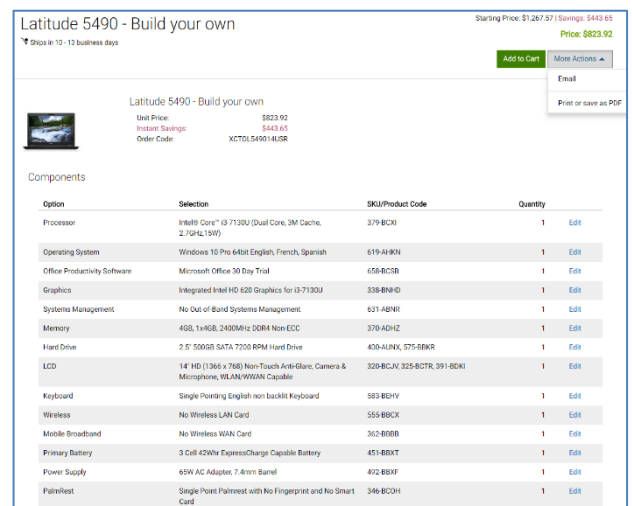 Latitude 5490 - Build your own
Starting Price: $1,267.57 | Savings: $443.65
Price: $823.92
Ships in 10 - 13 business days
Add to Cart More Actions
Email
Print or save as PDF
Latitude 5490 - Build your own
Unit Price: $823.92
Instant Savings: $443.65
Order Code: XCTOL549014USR
Components
Option Selection SKU/Product Code Quantity
Processor Intel® Core™ i3-7130U (Dual Core, 3M Cache, 379-BCXI 1 Edit
2.7GHz,15W)
Operating System Windows 10 Pro 64bit English, French, Spanish 619-AHKN 1 Edit
Office Productivity Software Microsoft Office 30 Day Trial 658-BCSB 1 Edit
Graphics Integrated Intel HD 620 Graphics for i3-7130U 338-BNHD 1 Edit
Systems Management No Out-of-Band Systems Management 631-ABNR 1 Edit
Memory 4GB, 1x4GB, 2400MHz DDR4 Non-ECC 370-ADHZ 1 Edit
Hard Drive 2.5" 500GB SATA 7200 RPM Hard Drive 400-AUNX, 575-BBKR 1 Edit
LCD 14" HD (1366 x 768) Non-Touch Anti-Glare, Camera & 320-BCJV, 325-BCTR, 391-BDKI 1 Edit
Microphone, WLAN/WWAN Capable
Keyboard Single Pointing English non backlit Keyboard 583-BEHV 1 Edit
Wireless No Wireless LAN Card 555-BBCX 1 Edit
Mobile Broadband No Wireless WAN Card 362-BBBB 1 Edit
Primary Battery 3 Cell 42Whr ExpressCharge Capable Battery 451-BBXT 1 Edit
Power Supply 65W AC Adapter, 7.4mm Barrel 492-BBXF 1 Edit
PalmRest Single Point Palmrest with No Fingerprint and No Smart 346-BCOH 1 Edit
Card